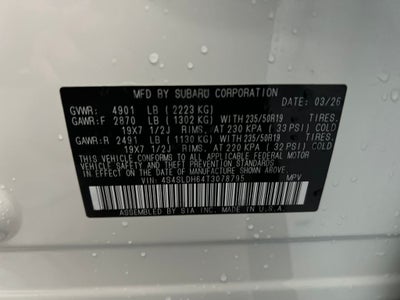 MFD BY SUBARU CORPORATION
GVWR: 4901 LB (2223 KG) DATE: 03/26
GAWR:F 2870 LB (1302 KG) WITH 235/50R19 TIRES.
19X7 1/2J RIMS. AT 230 KPA (33 PSI) COLD
GAWR:R 2491 LB (1130 KG) WITH 235/50R19 TIRES.
19X7 1/2J RIMS. AT 220 KPA (32 PSI) COLD
THIS VEHICLE CONFORMS TO ALL APPLICABLE FEDERAL MOTOR
VEHICLE SAFETY, BUMPER, AND THEFT PREVENTION STANDARDS
IN EFFECT ON THE DATE OF MANUFACTURE SHOWN ABOVE.
VIN: 4S4SLDH64T3078795 MPV
ASSEMBLED BY SIA INC. MADE IN U.S.A.